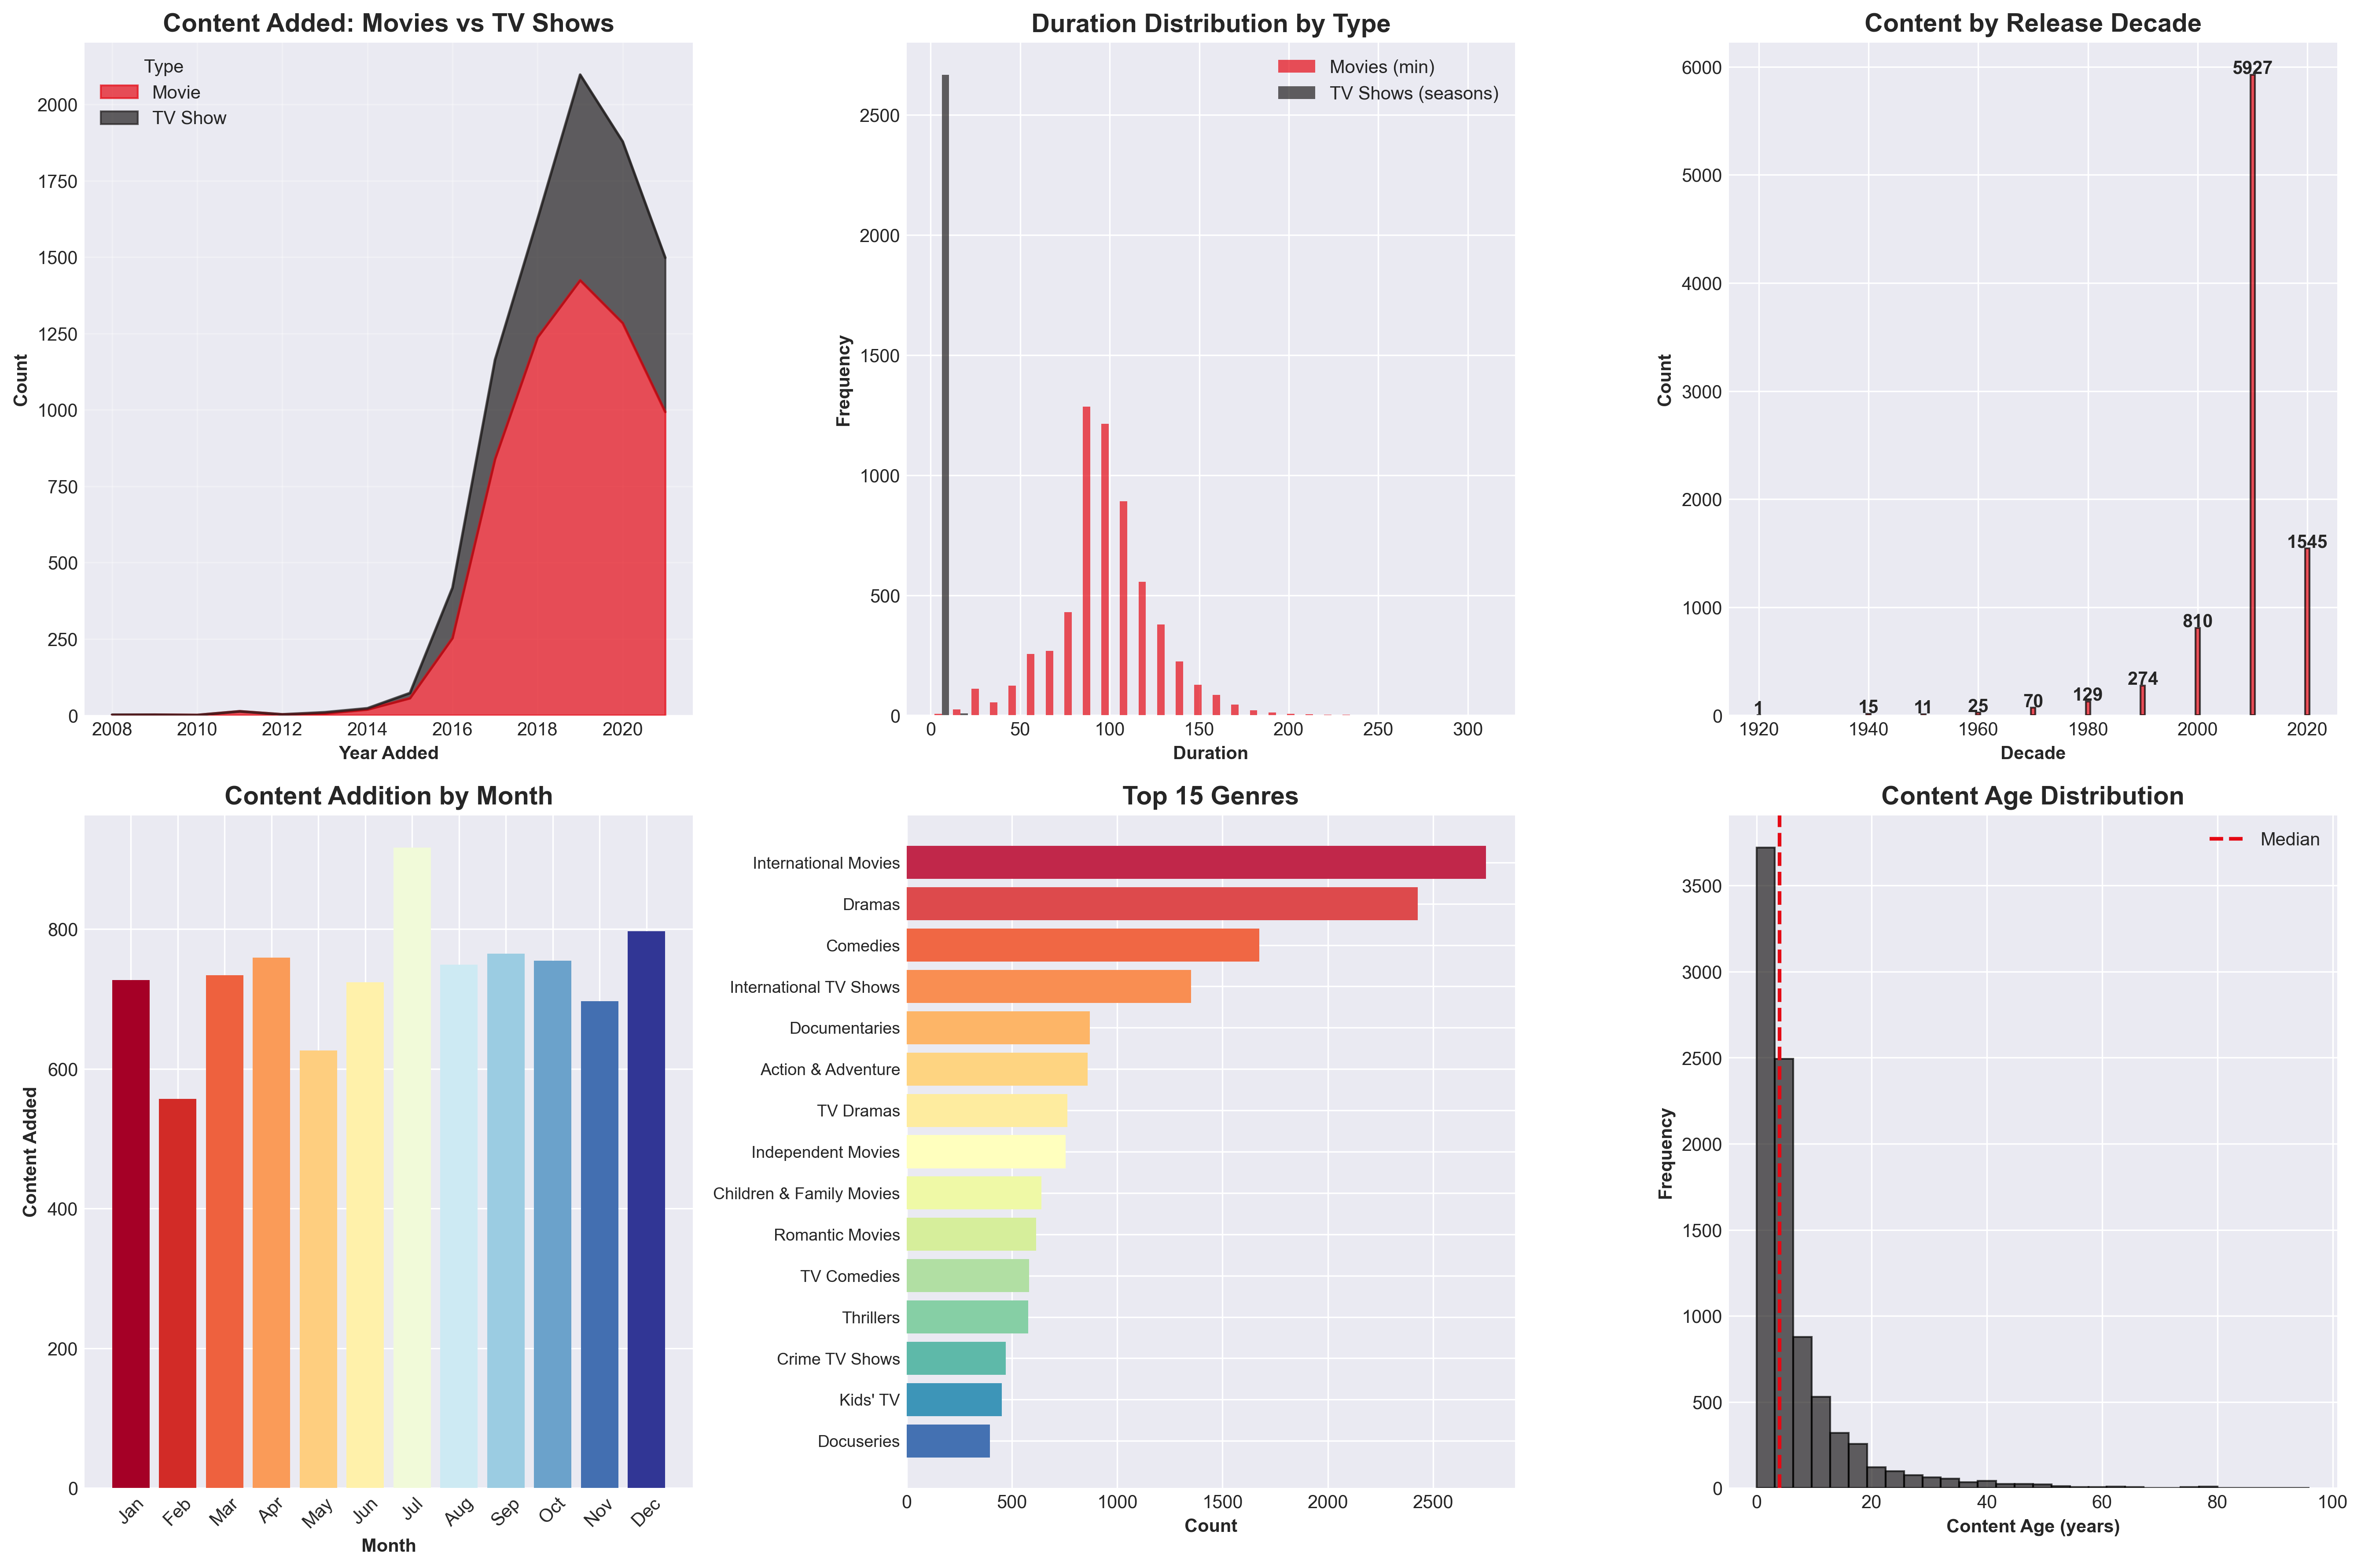 Content Added: Movies vs TV Shows
Type
Movie
TV Show
2000
1750
1500
1250
1000
750
500
250
0
Count
2008 2010 2012 2014 2016 2018 2020
Year Added
Duration Distribution by Type
Movies (min)
TV Shows (seasons)
2500
2000
1500
1000
500
0
Frequency
0 50 100 150 200 250 300
Duration
Content by Release Decade
6000
5000
4000
3000
2000
1000
0
Count
1 15 11 25 70 129 274 810 5927 1545
1920 1940 1960 1980 2000 2020
Decade
Content Addition by Month
800
600
400
200
0
Content Added
Jan Feb Mar Apr May Jun Jul Aug Sep Oct Nov Dec
Month
Top 15 Genres
International Movies
Dramas
Comedies
International TV Shows
Documentaries
Action & Adventure
TV Dramas
Independent Movies
Children & Family Movies
Romantic Movies
TV Comedies
Thrillers
Crime TV Shows
Kids' TV
Docuseries
0 500 1000 1500 2000 2500
Count
Content Age Distribution
Median
3500
3000
2500
2000
1500
1000
500
0
Frequency
0 20 40 60 80 100
Content Age (years)